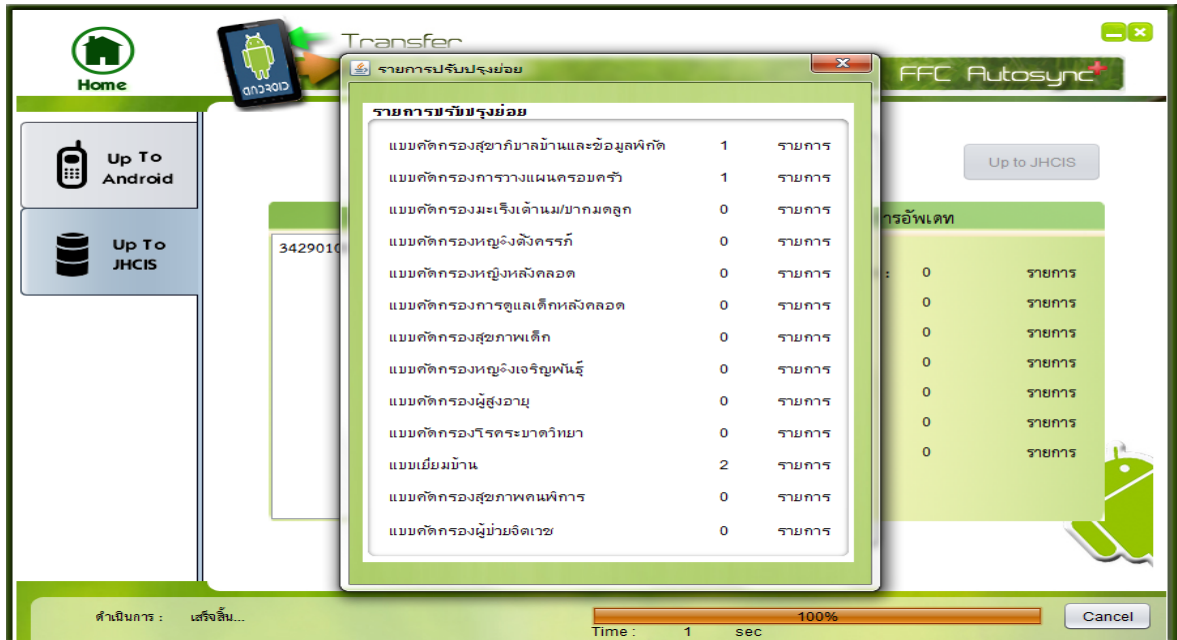 Transfer
Home
android
FFC Autosync+
Up To
Android
Up To
JHCIS
Up to JHCIS
รายการปรับปรุงย่อย
รายการปรับปรุงย่อย
แบบคัดกรองสุขาภิบาลบ้านและข้อมูลพิกัด 1 รายการ
แบบคัดกรองการวางแผนครอบครัว 1 รายการ
แบบคัดกรองมะเร็งเต้านม/ปากมดลูก 0 รายการ
แบบคัดกรองหญิงตั้งครรภ์ 0 รายการ
แบบคัดกรองหญิงหลังคลอด 0 รายการ
แบบคัดกรองการดูแลเด็กหลังคลอด 0 รายการ
แบบคัดกรองสุขภาพเด็ก 0 รายการ
แบบคัดกรองหญิงเจริญพันธุ์ 0 รายการ
แบบคัดกรองผู้สูงอายุ 0 รายการ
แบบคัดกรองโรคระบาดวิทยา 0 รายการ
แบบเยี่ยมบ้าน 2 รายการ
แบบคัดกรองสุขภาพคนพิการ 0 รายการ
แบบคัดกรองผู้ป่วยจิตเวช 0 รายการ
3429010
ารอัพเดท
: 0 รายการ
0 รายการ
0 รายการ
0 รายการ
0 รายการ
0 รายการ
0 รายการ
ดำเนินการ : เสร็จสิ้น...
100%
Time : 1 sec
Cancel